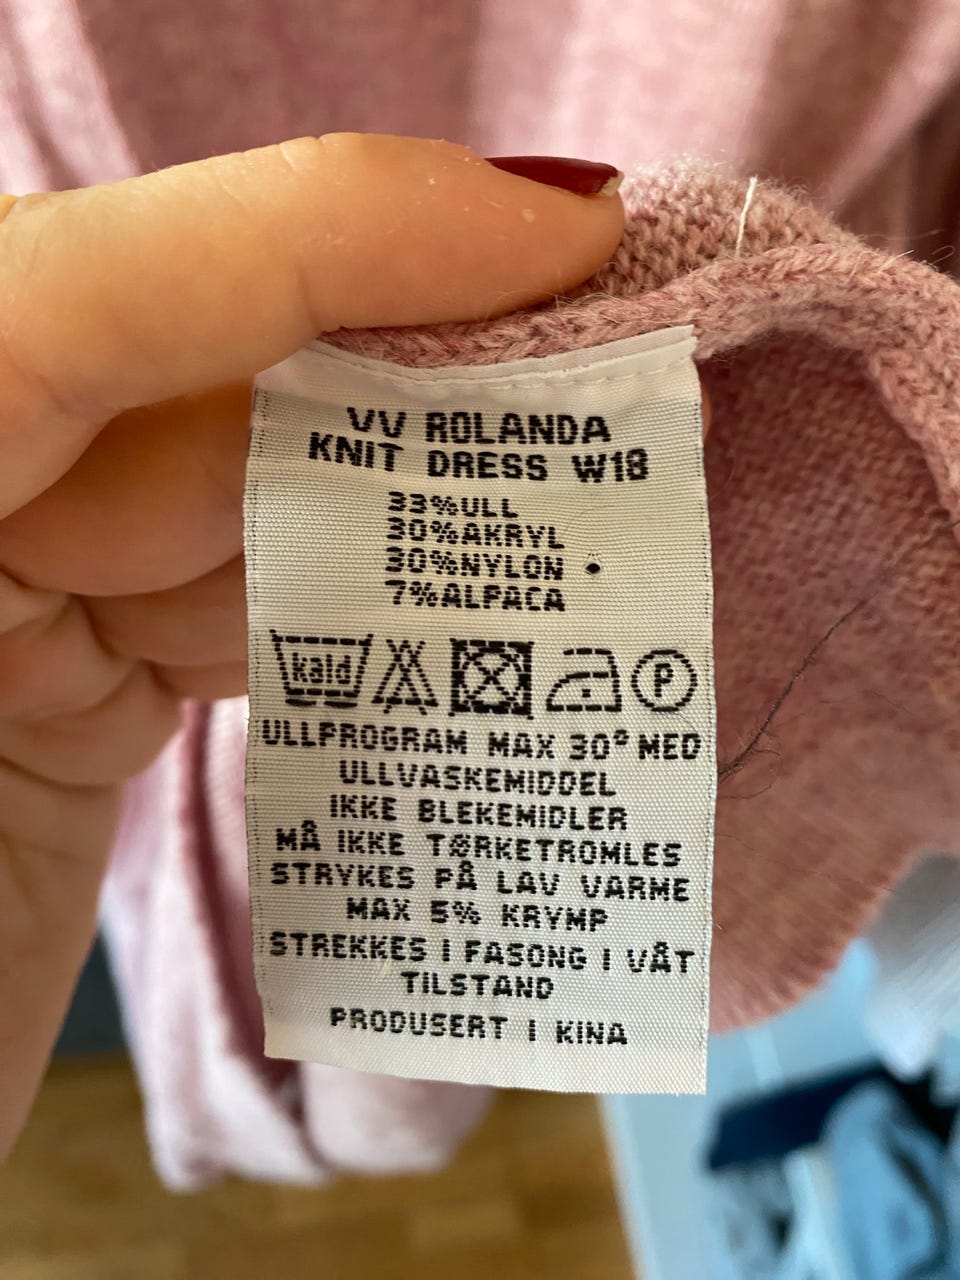 VV ROLANDA
KNIT DRESS W18
33%ULL
30%AKRYL
30%NYLON
7%ALPACA
kald P
ULLPROGRAM MAX 30° MED
ULLVASKEMIDDEL
IKKE BLEKEMIDLER
MÅ IKKE TØRKETROMLES
STRYKES PÅ LAV VARME
MAX 5% KRYMP
STREKKES I FASONG I VÅT
TILSTAND
PRODUSERT I KINA